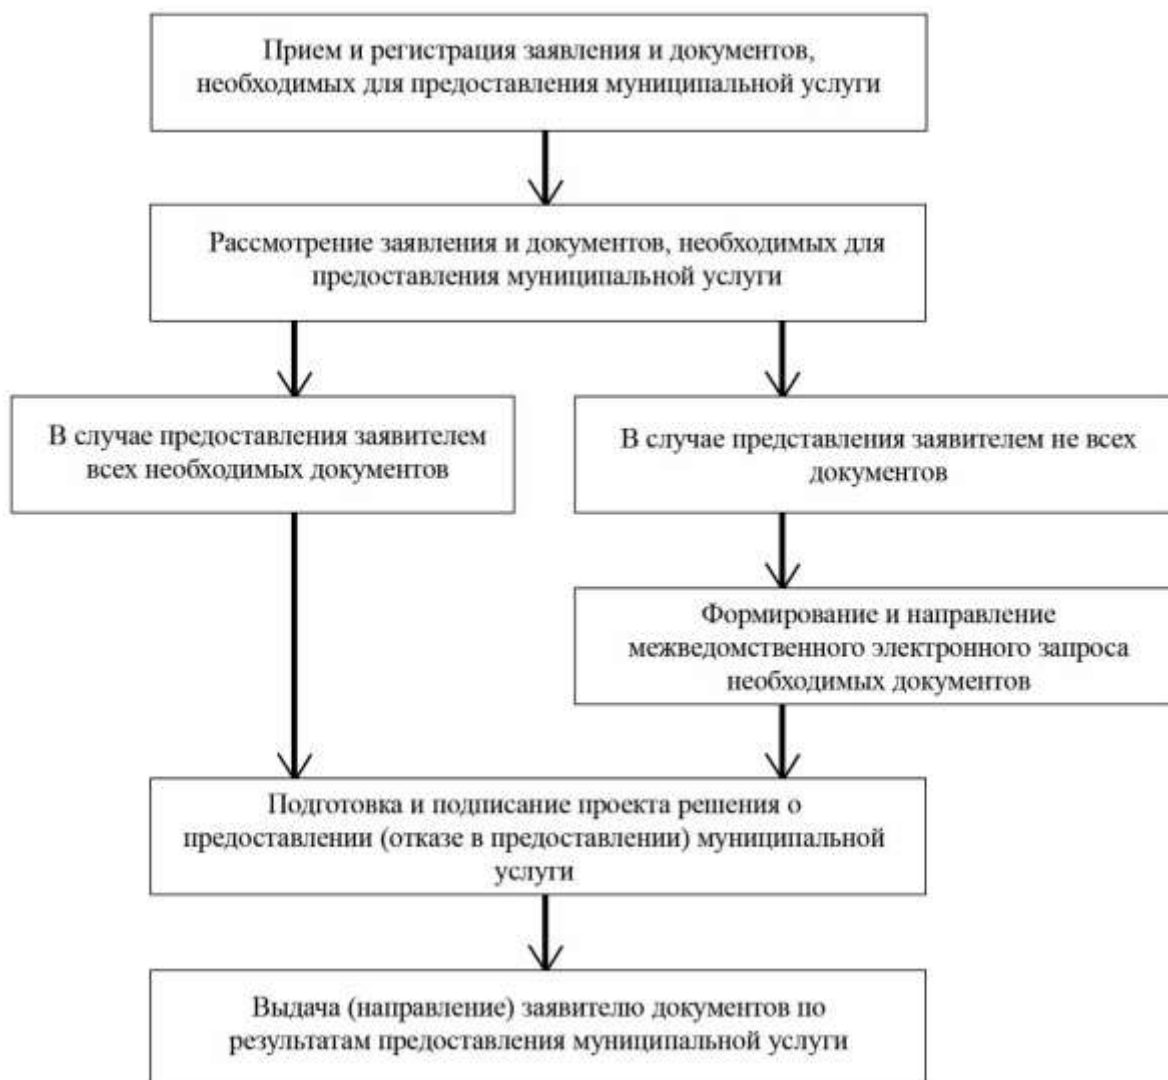 Прием и регистрация заявления и документов,
необходимых для предоставления муниципальной услуги
Рассмотрение заявления и документов, необходимых для
предоставления муниципальной услуги
В случае предоставления заявителем
всех необходимых документов
В случае представления заявителем не всех
документов
Формирование и направление
межведомственного электронного запроса
необходимых документов
Подготовка и подписание проекта решения о
предоставлении (отказе в предоставлении) муниципальной
услуги
Выдача (направление) заявителю документов по
результатам предоставления муниципальной услуги